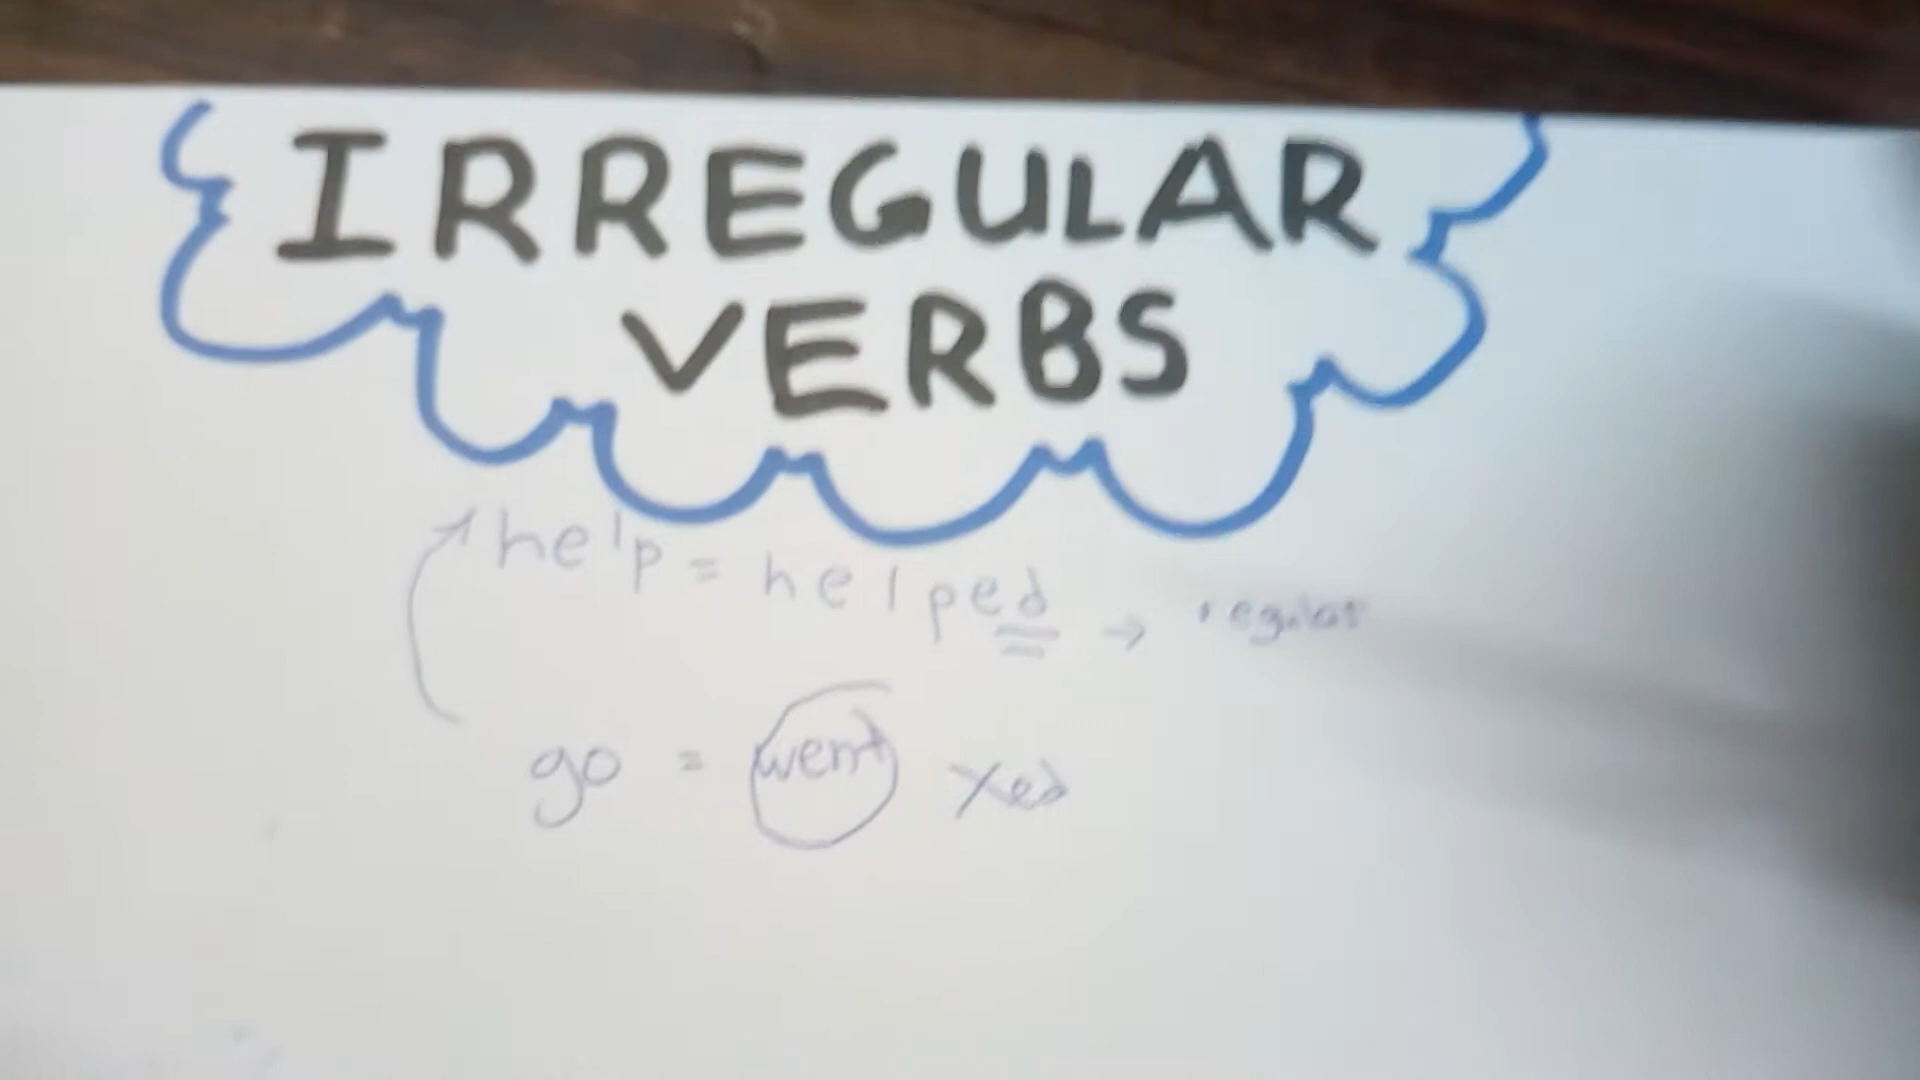 IRREGULAR
VERBS
help = helped → regular
go = went xed